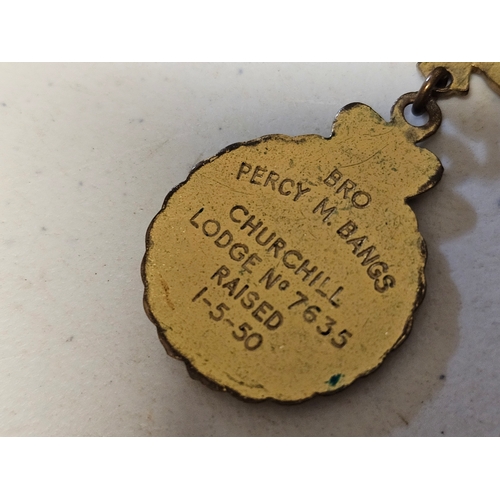 BRO
PERCY M. BANGS
CHURCHILL
LODGE Nº 7635
RAISED
1-5-50